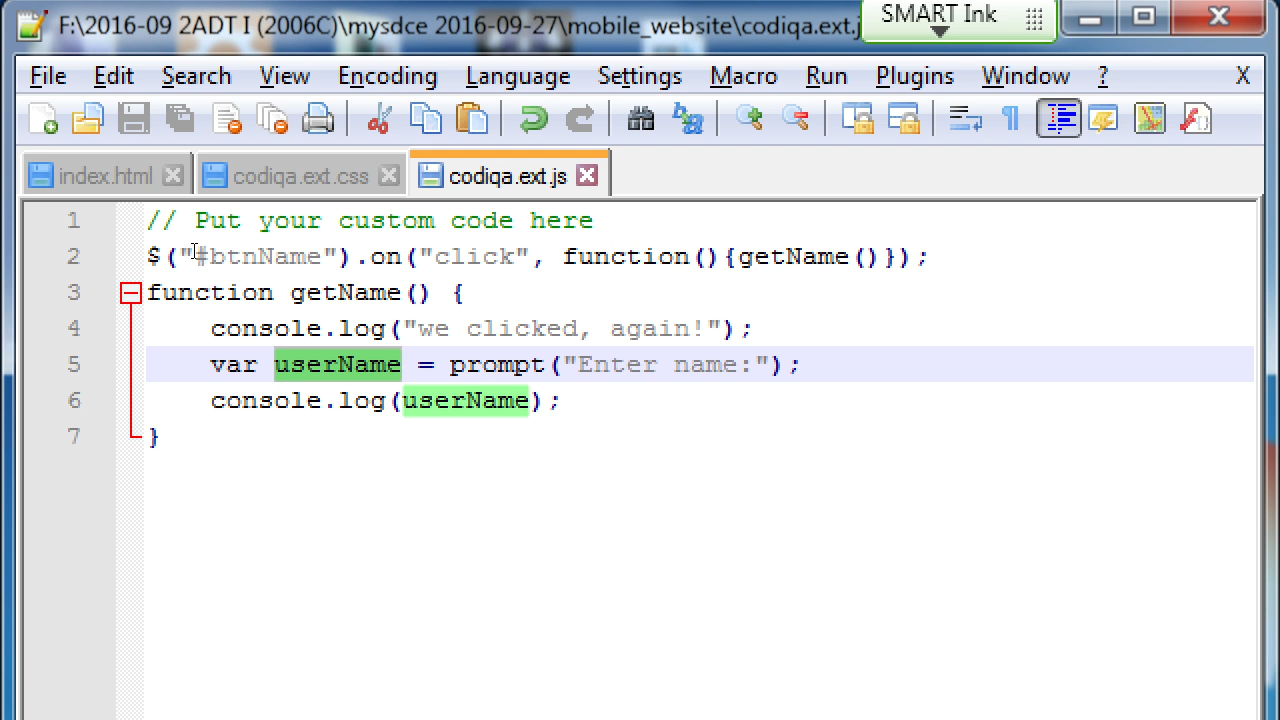 F:\2016-09 2ADT I (2006C)\mysdce 2016-09-27\mobile_website\codiqa.ext.j
SMART Ink
File Edit Search View Encoding Language Settings Macro Run Plugins Window ? X
index.html codiqa.ext.css codiqa.ext.js
1 // Put your custom code here
2 $("#btnName").on("click", function(){getName()});
3 function getName() {
4 console.log("we clicked, again!");
5 var userName = prompt("Enter name:");
6 console.log(userName);
7 }